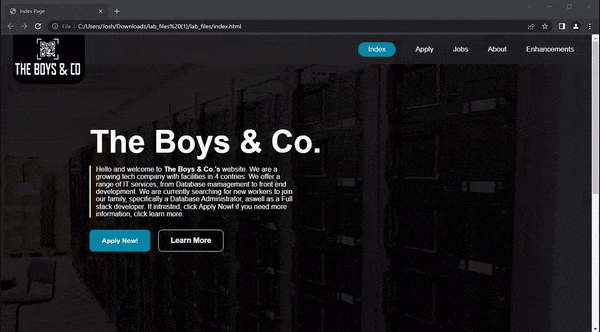 Index Page
File
C:/Users/Josh/Downloads/lab_files%20(1)/lab_files/index.html
THE BOYS & CO
Index Apply Jobs About Enhancements
The Boys & Co.
Hello and welcome to The Boys & Co.'s website. We are a
growing tech company with facilities in 4 contries. We offer a
range of IT services, from Database mamagement to front end
development. We are currently searching for new workers to join
our family, specifically a Database Administrator, aswell as a Full
stack developer. If intrested, click Apply Now! if you need more
information, click learn more.
Apply Now! Learn More